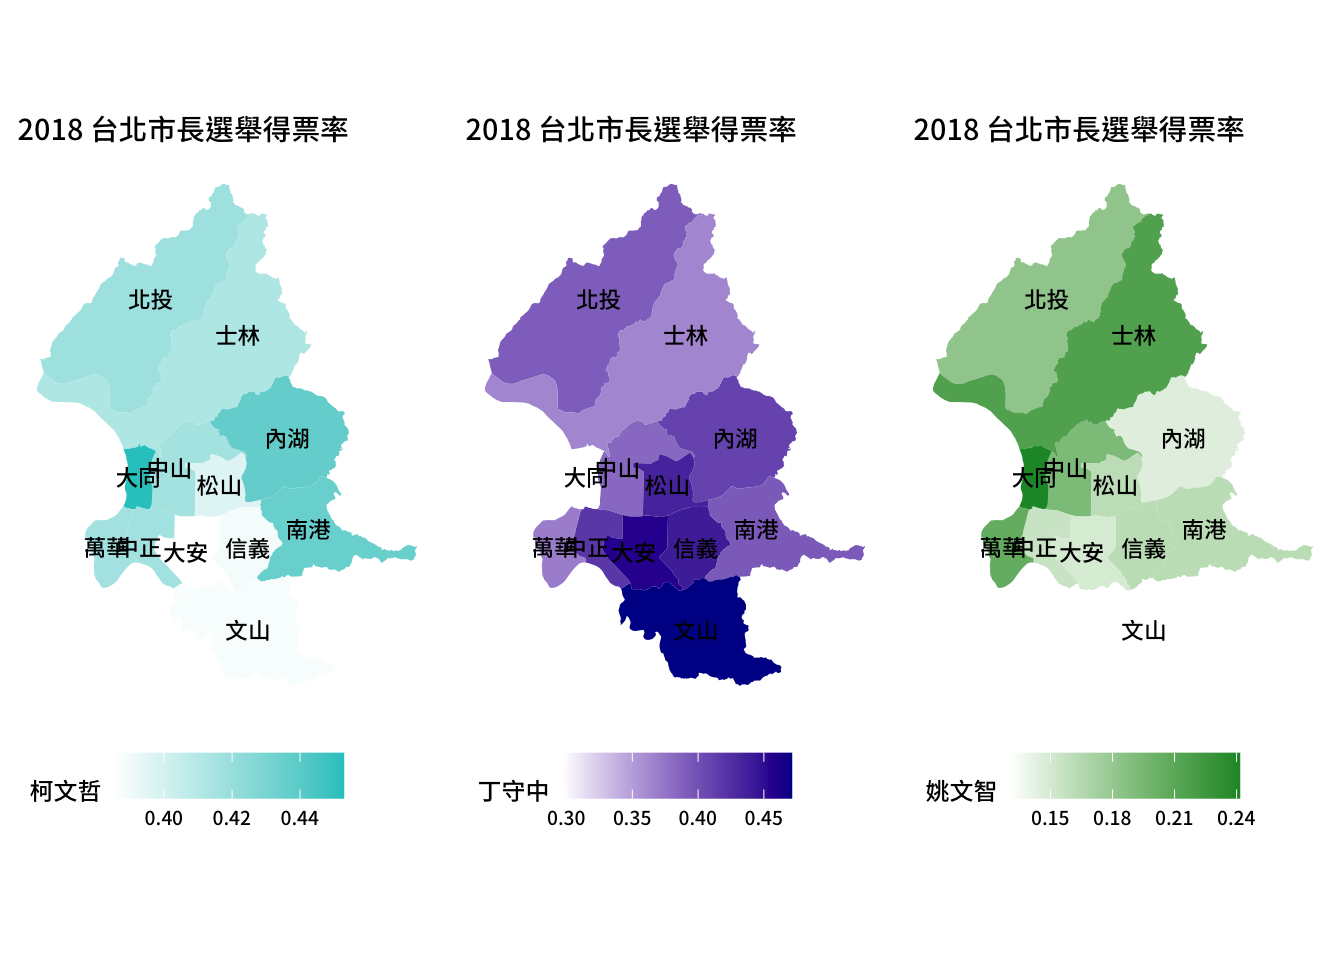 2018 台北市長選舉得票率
北投
士林
內湖
大同
中山
松山
南港
萬華
中正
大安
信義
文山
柯文哲
0.40 0.42 0.44
2018 台北市長選舉得票率
北投
士林
內湖
大同
中山
松山
南港
萬華
中正
大安
信義
文山
丁守中
0.30 0.35 0.40 0.45
2018 台北市長選舉得票率
北投
士林
內湖
大同
中山
松山
南港
萬華
中正
大安
信義
文山
姚文智
0.15 0.18 0.21 0.24